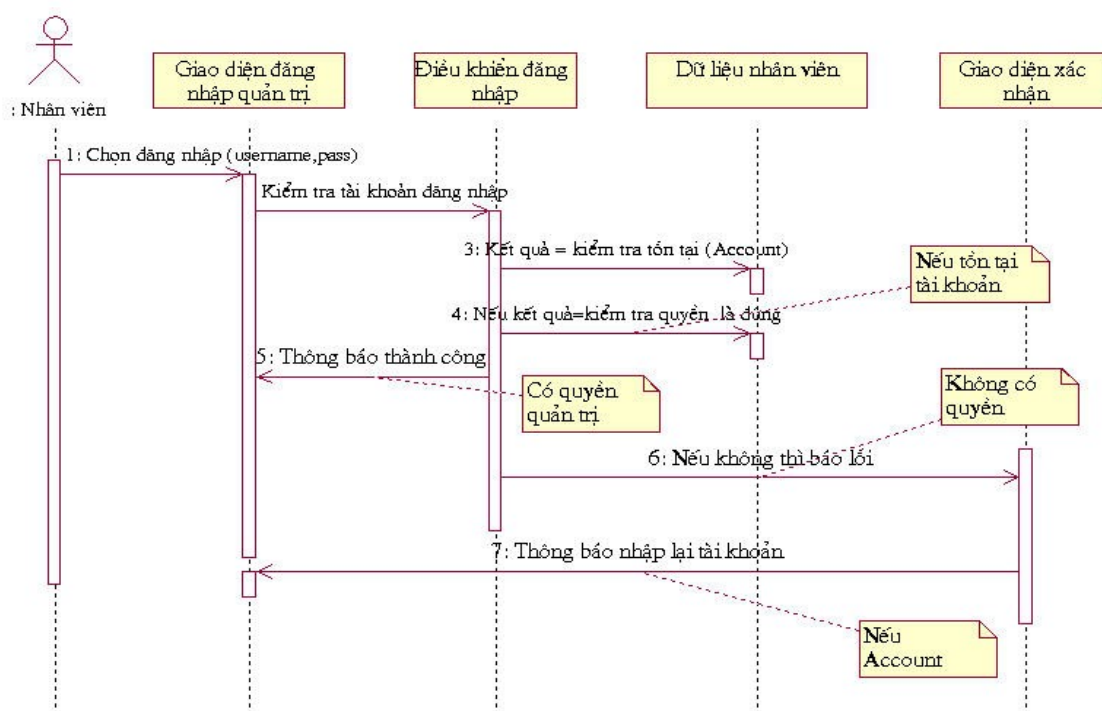 : Nhân viên
Giao diện đăng
nhập quản trị
Điều khiển đăng
nhập
Dữ liệu nhân viên
Giao diện xác
nhận
1: Chọn đăng nhập (username,pass)
Kiểm tra tài khoản đăng nhập
3: Kết quả = kiểm tra tồn tại (Account)
Nếu tồn tại
tài khoản
4: Nếu kết quả=kiểm tra quyền là đúng
5: Thông báo thành công
Có quyền
quản trị
Không có
quyền
6: Nếu không thì báo lỗi
7: Thông báo nhập lại tài khoản
Nếu
Account